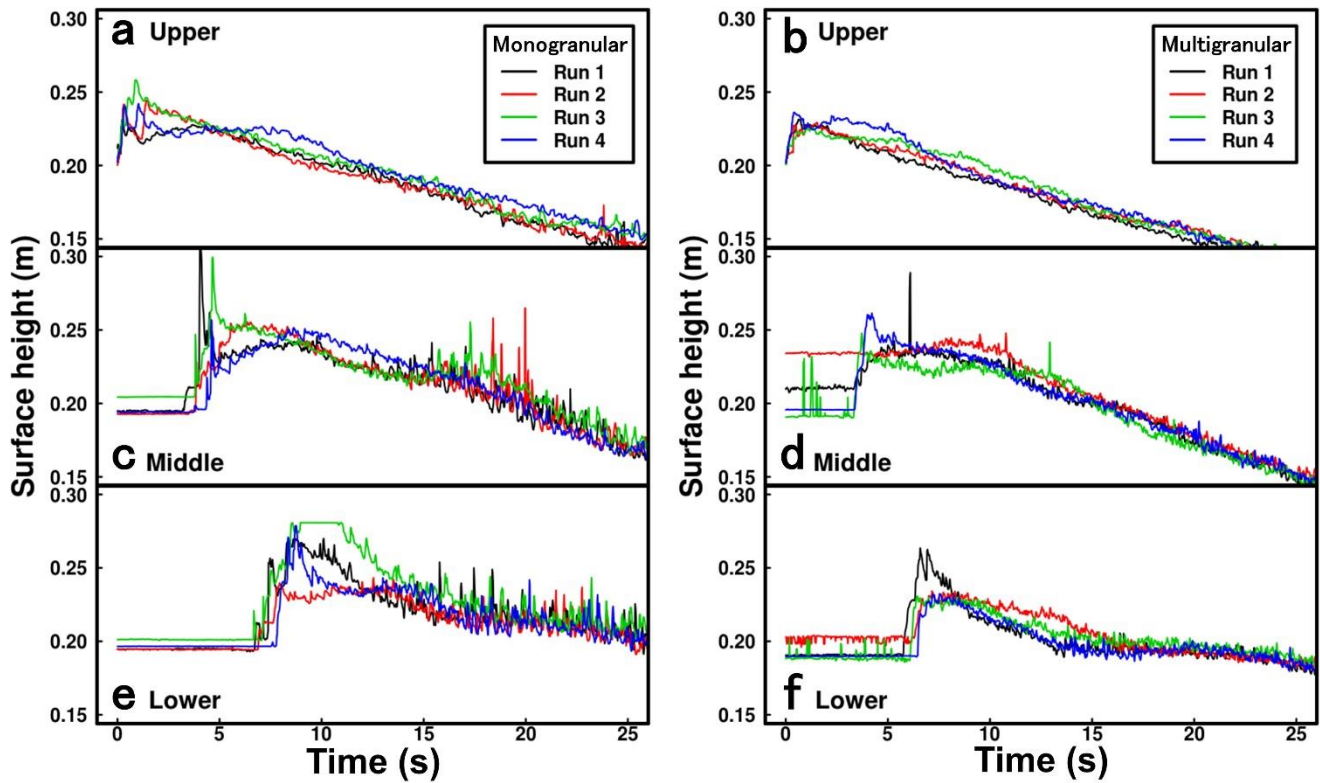 a Upper
Monogranular
Run 1
Run 2
Run 3
Run 4
0.30
0.25
0.20
0.15
b Upper
Multigranular
Run 1
Run 2
Run 3
Run 4
0.30
0.25
0.20
0.15
Surface height (m)
c Middle
0.30
0.25
0.20
0.15
Surface height (m)
d Middle
0.30
0.25
0.20
0.15
e Lower
0.30
0.25
0.20
0.15
0 5 10 15 20 25
Time (s)
f Lower
0.30
0.25
0.20
0.15
0 5 10 15 20 25
Time (s)